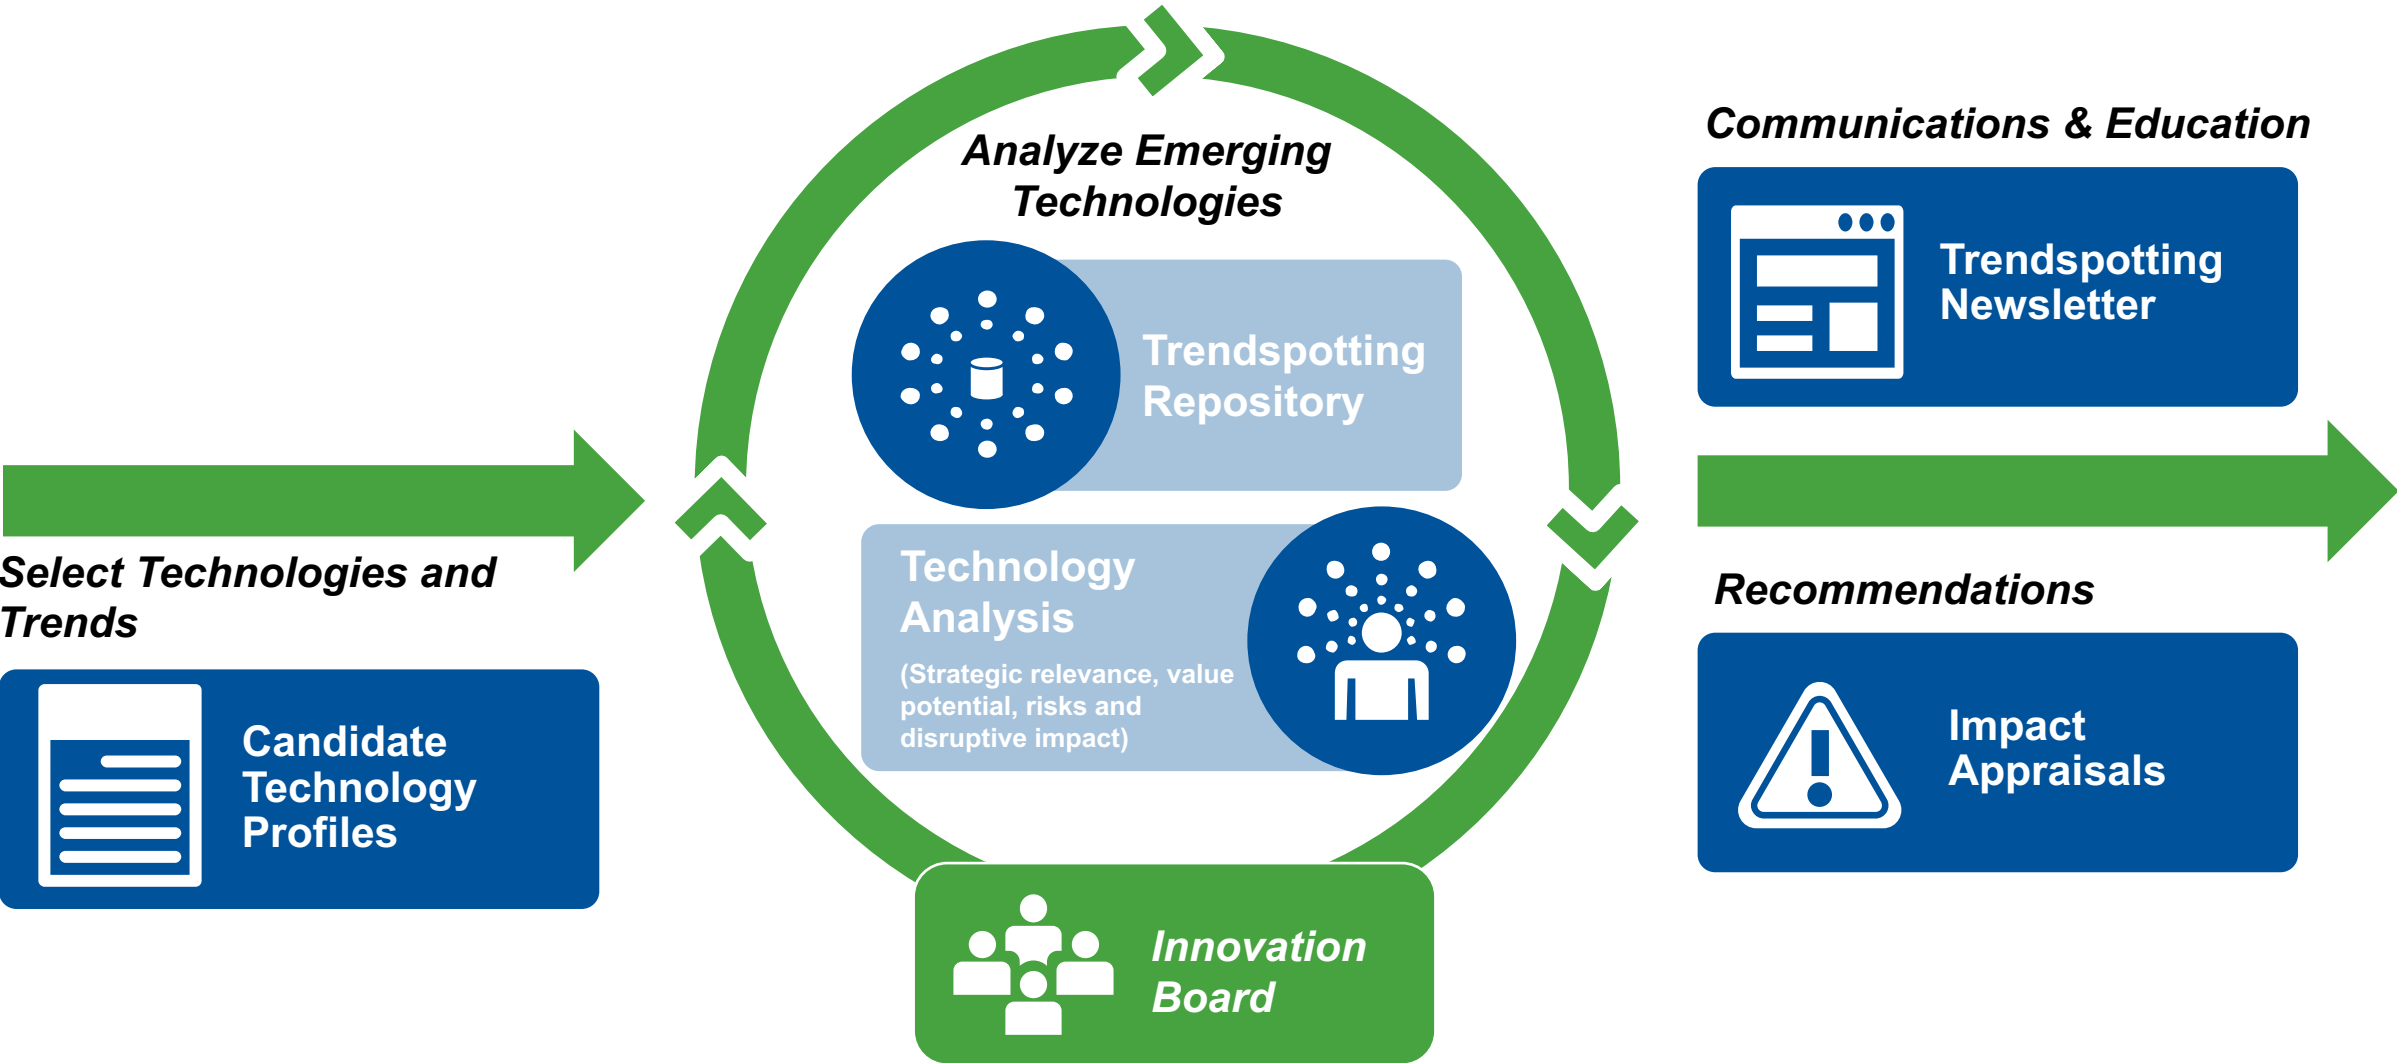 Select Technologies and
Trends
Candidate
Technology
Profiles
Analyze Emerging
Technologies
Trendspotting
Repository
Technology
Analysis
(Strategic relevance, value
potential, risks and
disruptive impact)
Innovation
Board
Communications & Education
Trendspotting
Newsletter
Recommendations
Impact
Appraisals